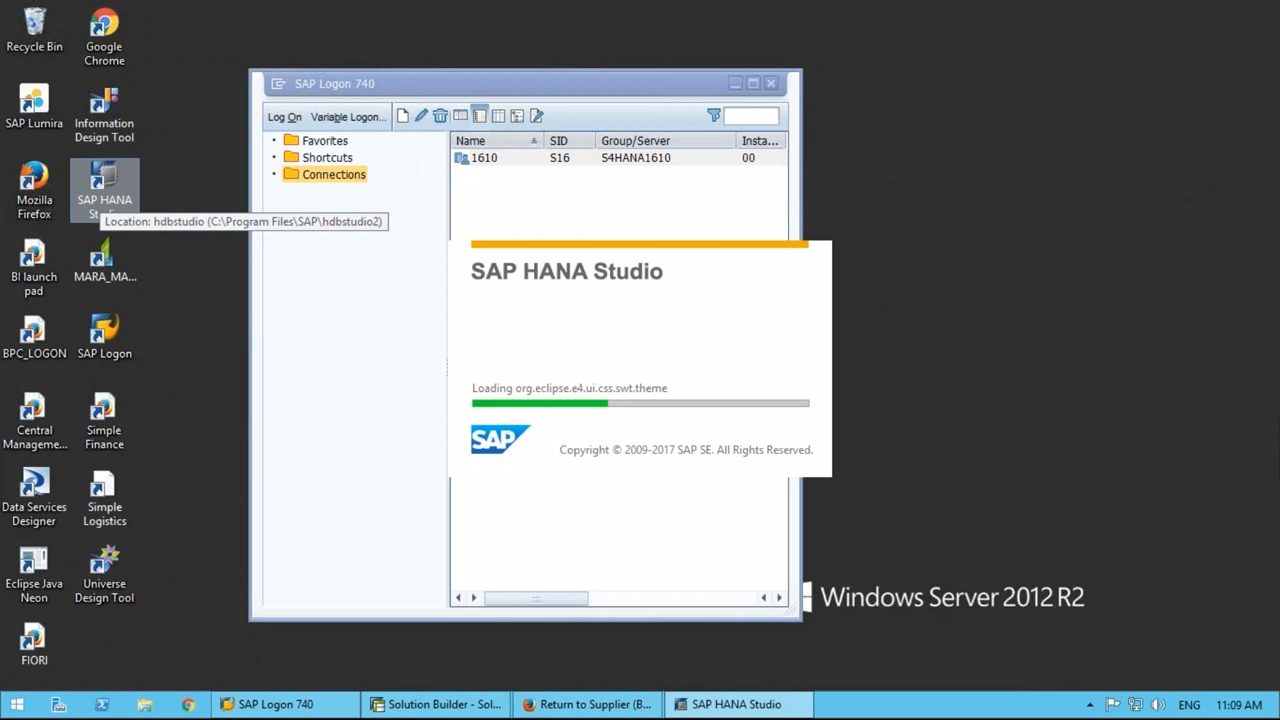 Recycle Bin
Google
Chrome
SAP Lumira
Information
Design Tool
Mozilla
Firefox
SAP HANA
BI launch
pad
MARA_MA...
BPC_LOGON
SAP Logon
Central
Manageme...
Simple
Finance
Data Services
Designer
Simple
Logistics
Eclipse Java
Neon
Universe
Design Tool
FIORI
Location: hdbstudio (C:\Program Files\SAP\hdbstudio2)
SAP Logon 740
Log On Variable Logon...
Favorites
Shortcuts
Connections
Name SID Group/Server Insta...
1610 S16 S4HANA1610 00
SAP HANA Studio
Loading org.eclipse.e4.ui.css.swt.theme
SAP
Copyright © 2009-2017 SAP SE. All Rights Reserved.
Windows Server 2012 R2
SAP Logon 740
Solution Builder - Sol...
Return to Supplier (B...
SAP HANA Studio
ENG
11:09 AM